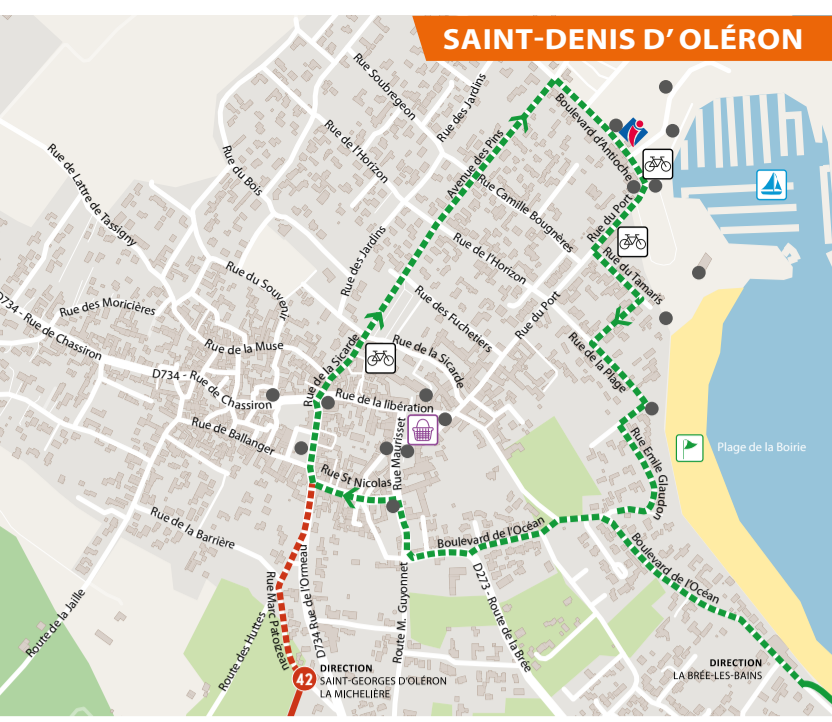 SAINT-DENIS D'OLÉRON
Rue Soubregeon
Rue des Jardins
Boulevard d'Antioche
Rue de l'Horizon
Avenue des Pins
Rue du Bois
Rue de Lattre de Tassigny
Rue Camille Bougnères
Rue du Port
Rue des Jardins
Rue de l'Horizon
Rue du Tamaris
Rue du Souvenir
Rue des Moricières
Rue des Fuchetiers
Rue du Port
D734 - Rue de Chassiron
Rue de la Muse
Rue de la Sicarde
Rue de la Sicarde
Rue de la Plage
D734 - Rue de
Chassiron
Rue de la libération
Rue de Ballanger
Rue Maurisset
Rue Emile Glaudon
Plage de la Boirie
Rue St Nicolas
Rue de la Barrière
Boulevard de l'Océan
Boulevard de l'Océan
Route de la Jaille
Rue Marc Patoizeau
D734 Rue de l'Ormeau
Route M. Guyonnet
D273 - Route de la Brée
Route des Huttes
42
DIRECTION
SAINT-GEORGES D'OLÉRON
LA MICHELIÈRE
DIRECTION
LA BRÉE-LES-BAINS